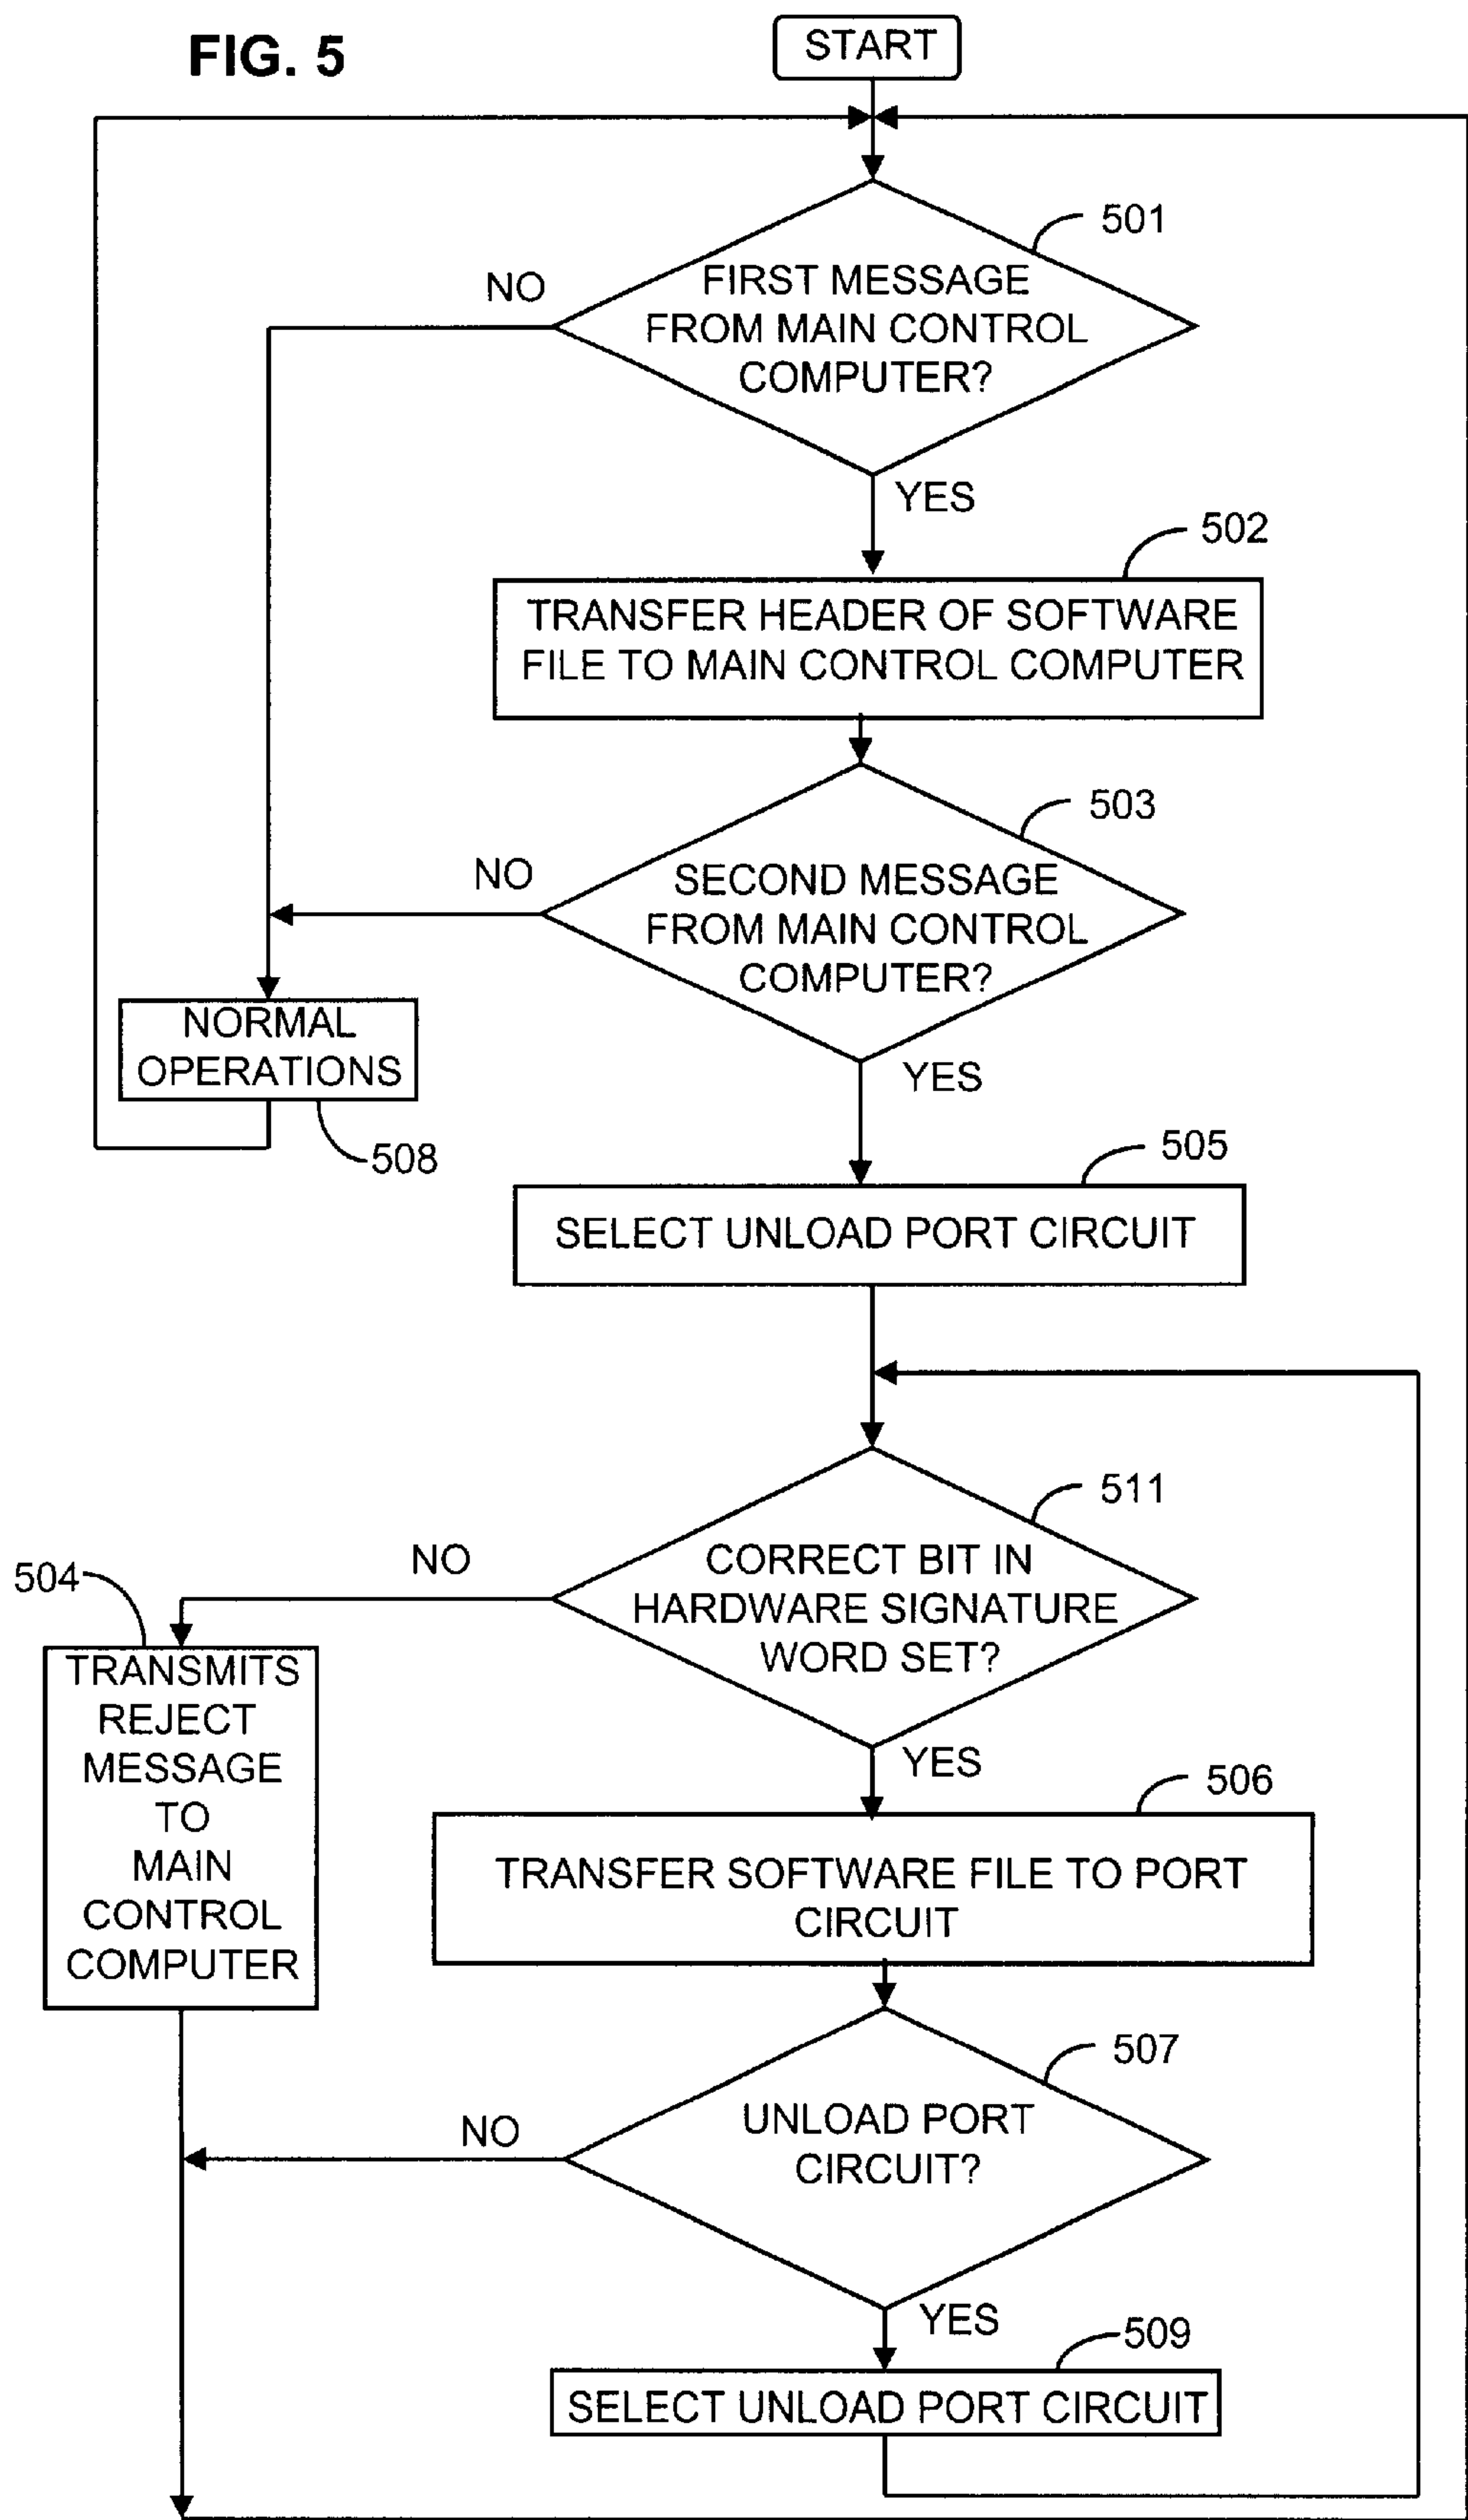 FIG. 5
START
501
FIRST MESSAGE
FROM MAIN CONTROL
COMPUTER?
NO
YES
502
TRANSFER HEADER OF SOFTWARE
FILE TO MAIN CONTROL COMPUTER
503
SECOND MESSAGE
FROM MAIN CONTROL
COMPUTER?
NO
YES
NORMAL
OPERATIONS
508
505
SELECT UNLOAD PORT CIRCUIT
511
CORRECT BIT IN
HARDWARE SIGNATURE
WORD SET?
NO
YES
504
TRANSMITS
REJECT
MESSAGE
TO
MAIN
CONTROL
COMPUTER
506
TRANSFER SOFTWARE FILE TO PORT
CIRCUIT
507
UNLOAD PORT
CIRCUIT?
NO
YES
509
SELECT UNLOAD PORT CIRCUIT